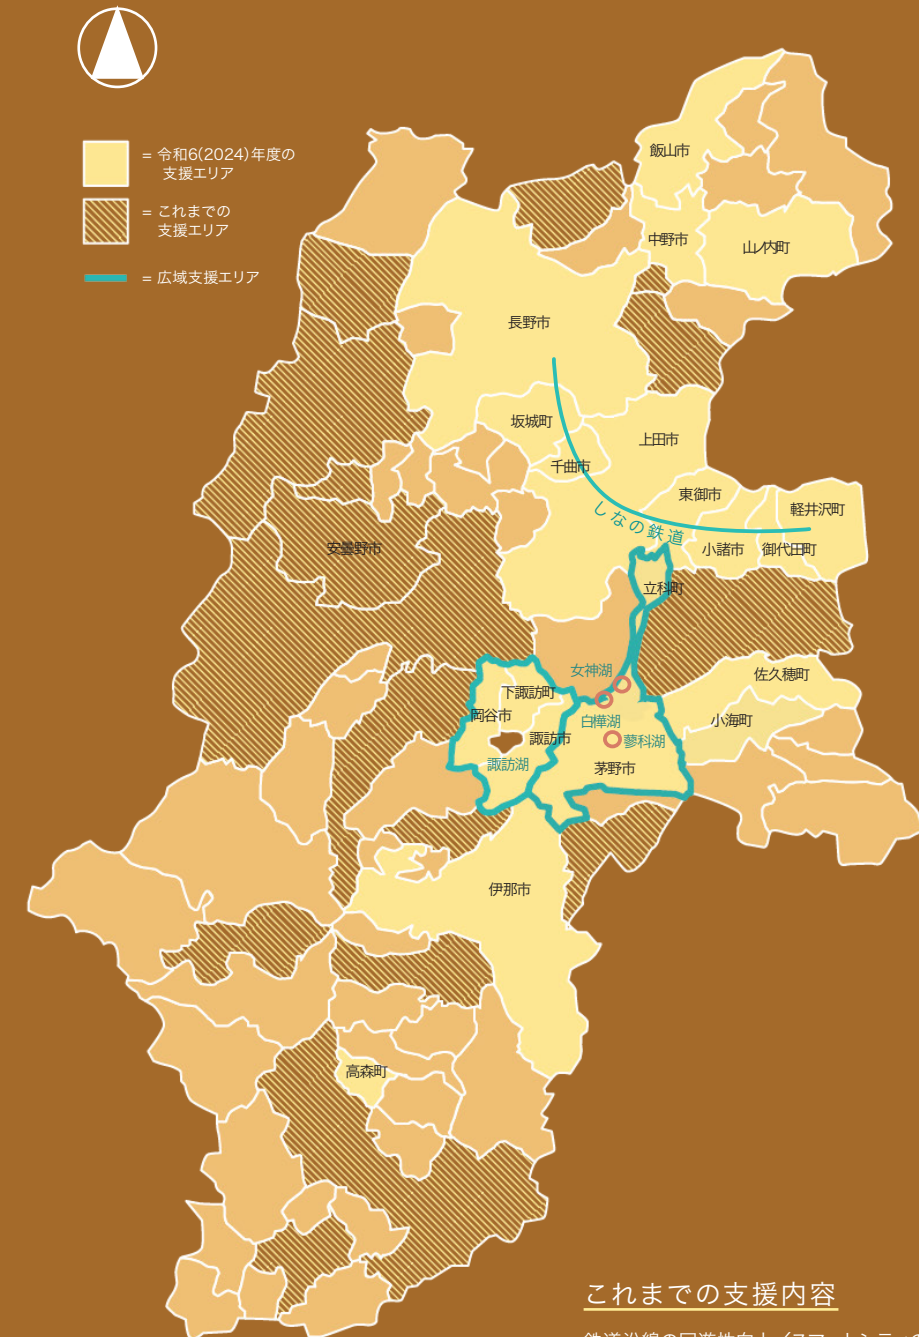 = 令和6(2024)年度の
支援エリア
= これまでの
支援エリア
= 広域支援エリア
飯山市
中野市
山ノ内町
長野市
坂城町
上田市
千曲市
東御市
軽井沢町
しなの鉄道
小諸市
御代田町
安曇野市
立科町
女神湖
佐久穂町
下諏訪町
岡谷市
白樺湖
小海町
諏訪市
蓼科湖
諏訪湖
茅野市
伊那市
高森町
これまでの支援内容